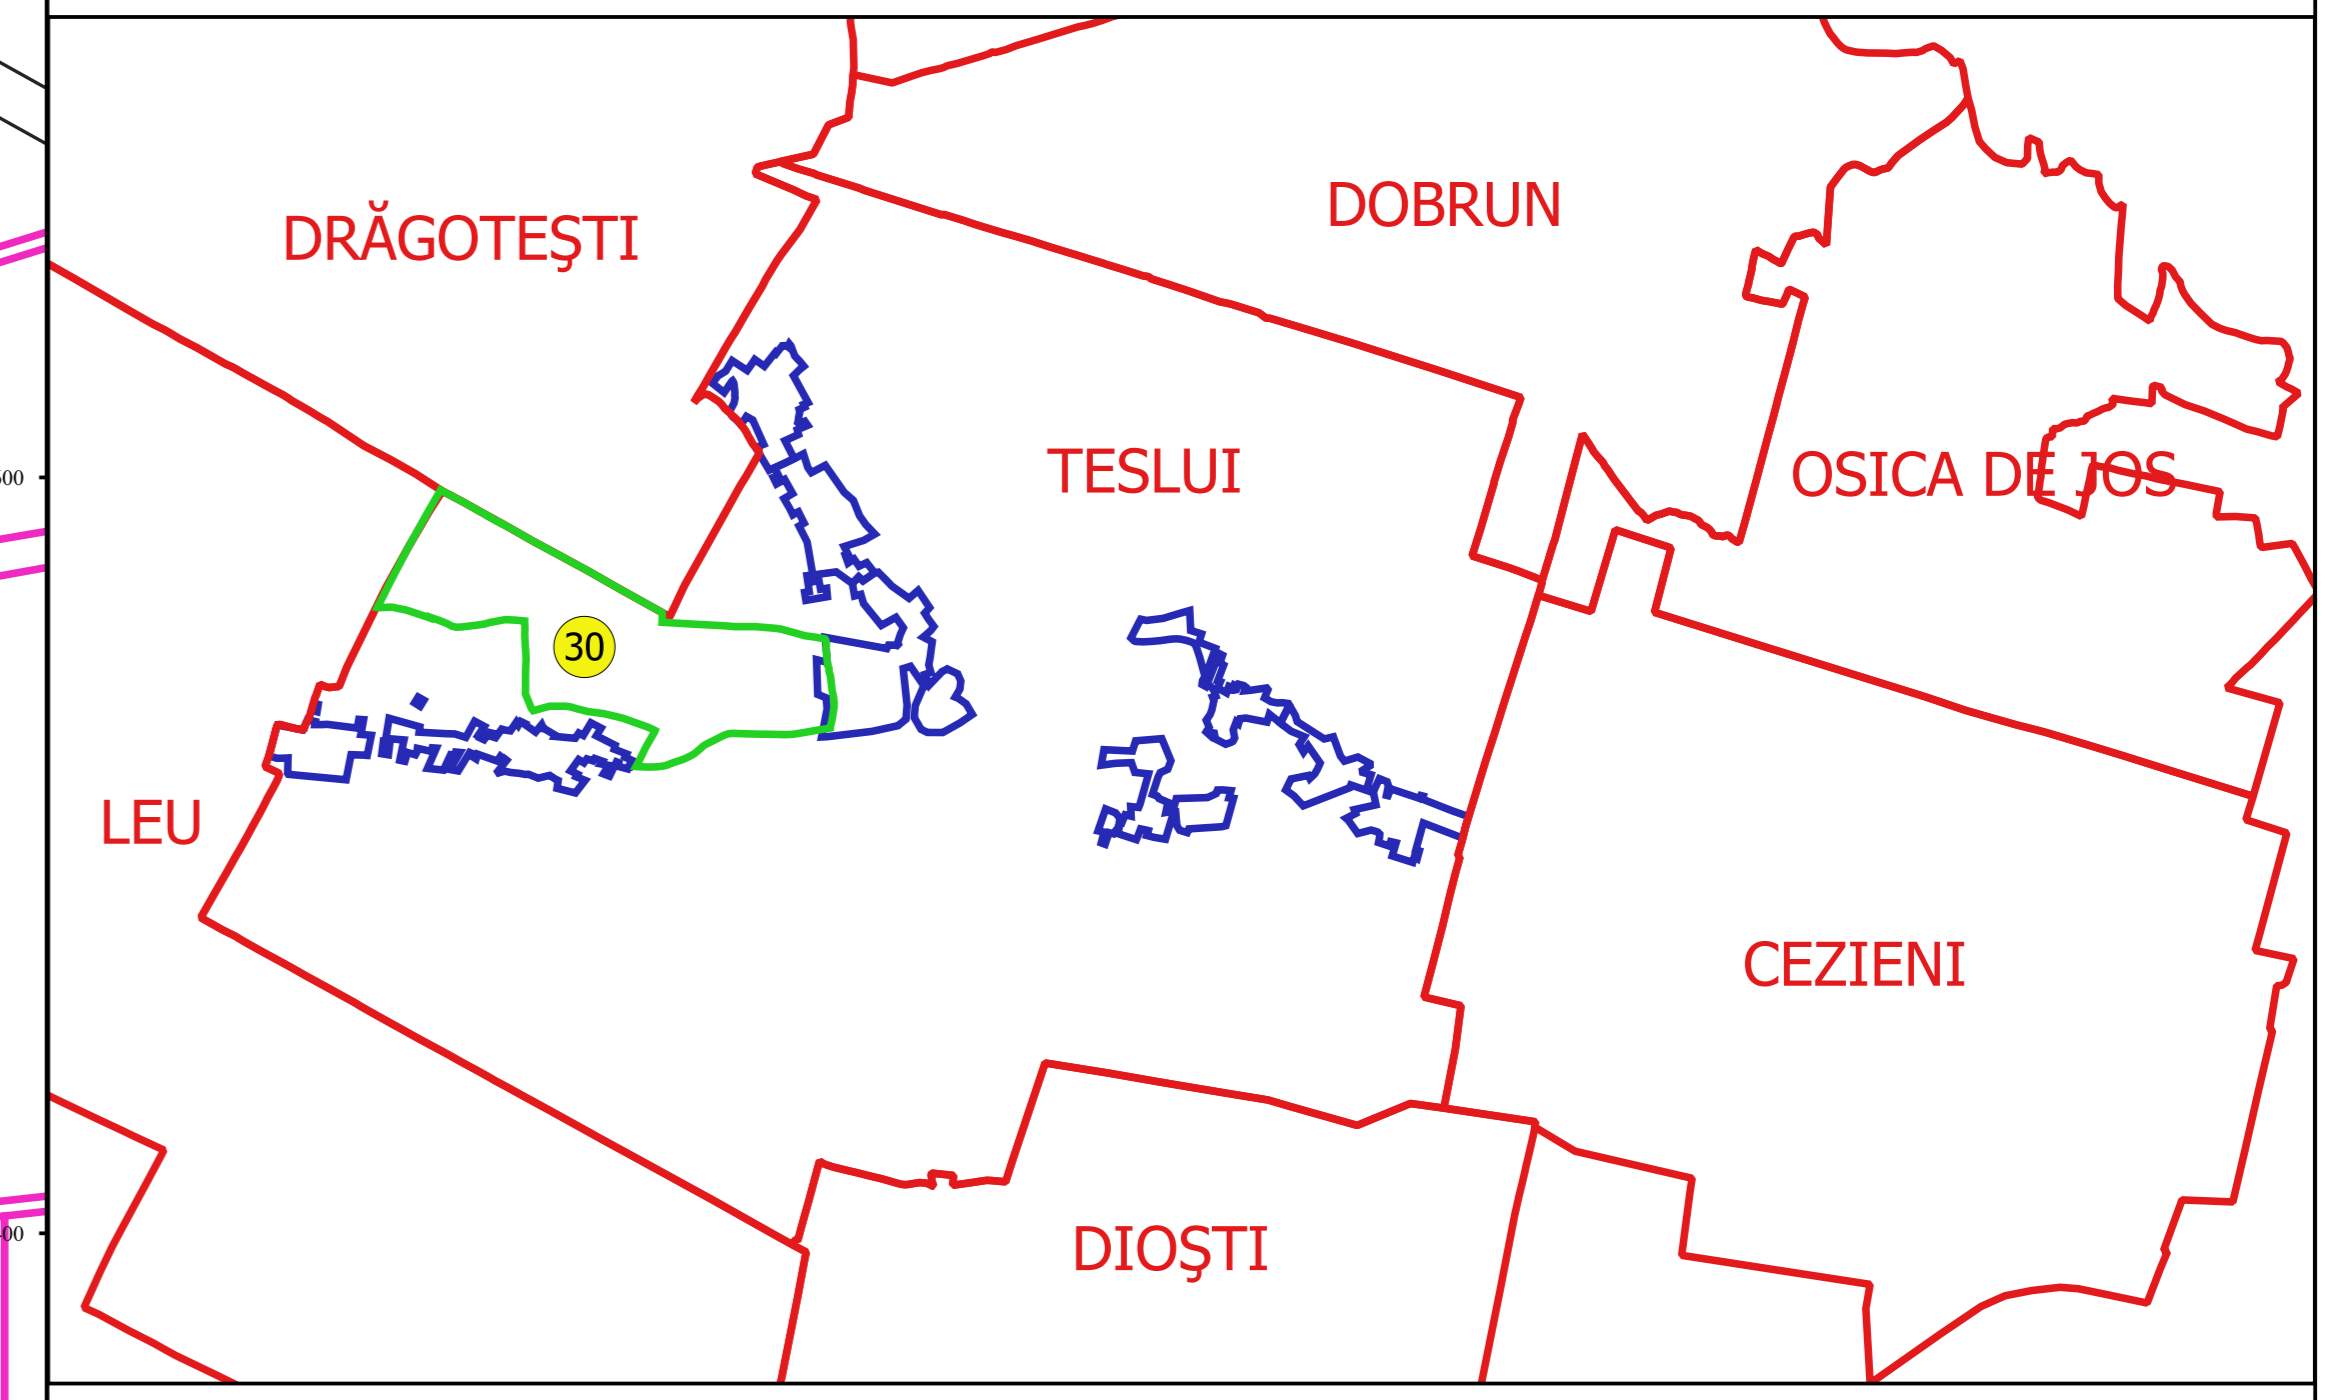 DOBRUN
DRĂGOTEŞTI
TESLUI
OSICA DE JOS
30
LEU
CEZIENI
DIOŞTI